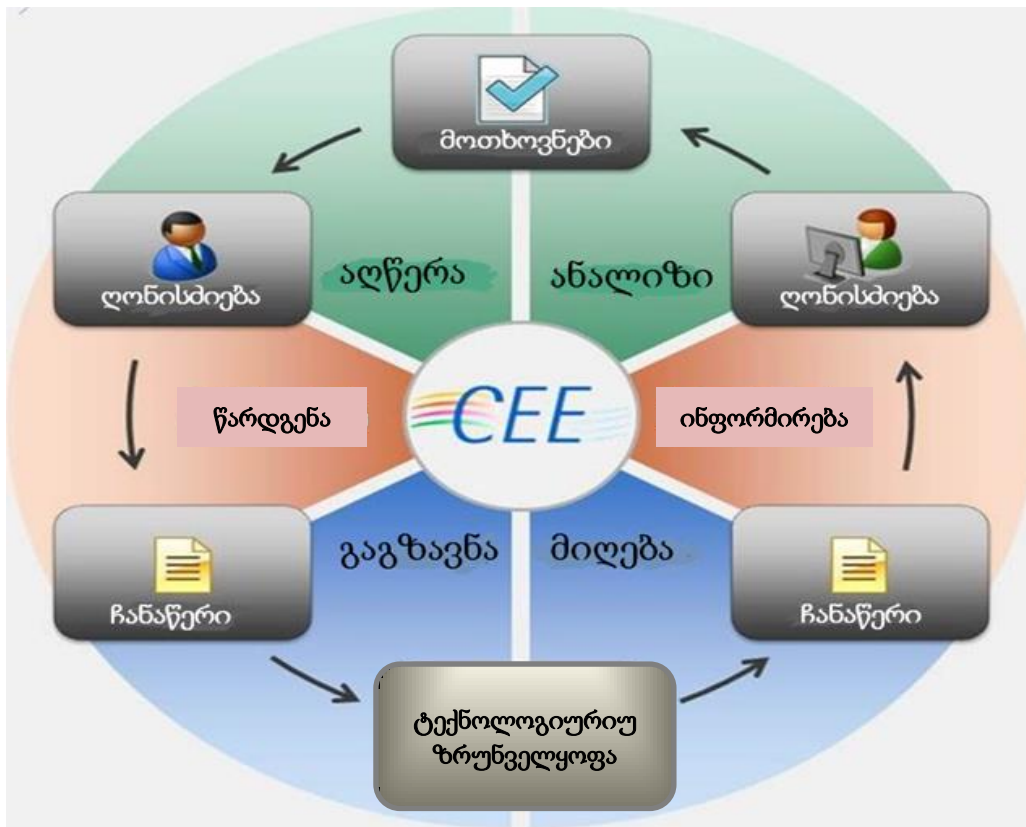 მოთხოვნები
ღონისძიება
ღონისძიება
აღწერა
ანალიზი
CEE
წარდგენა
ინფორმირება
გაგზავნა
მიღება
ჩანაწერი
ჩანაწერი
ტექნოლოგიურიუ
ზრუნველყოფა